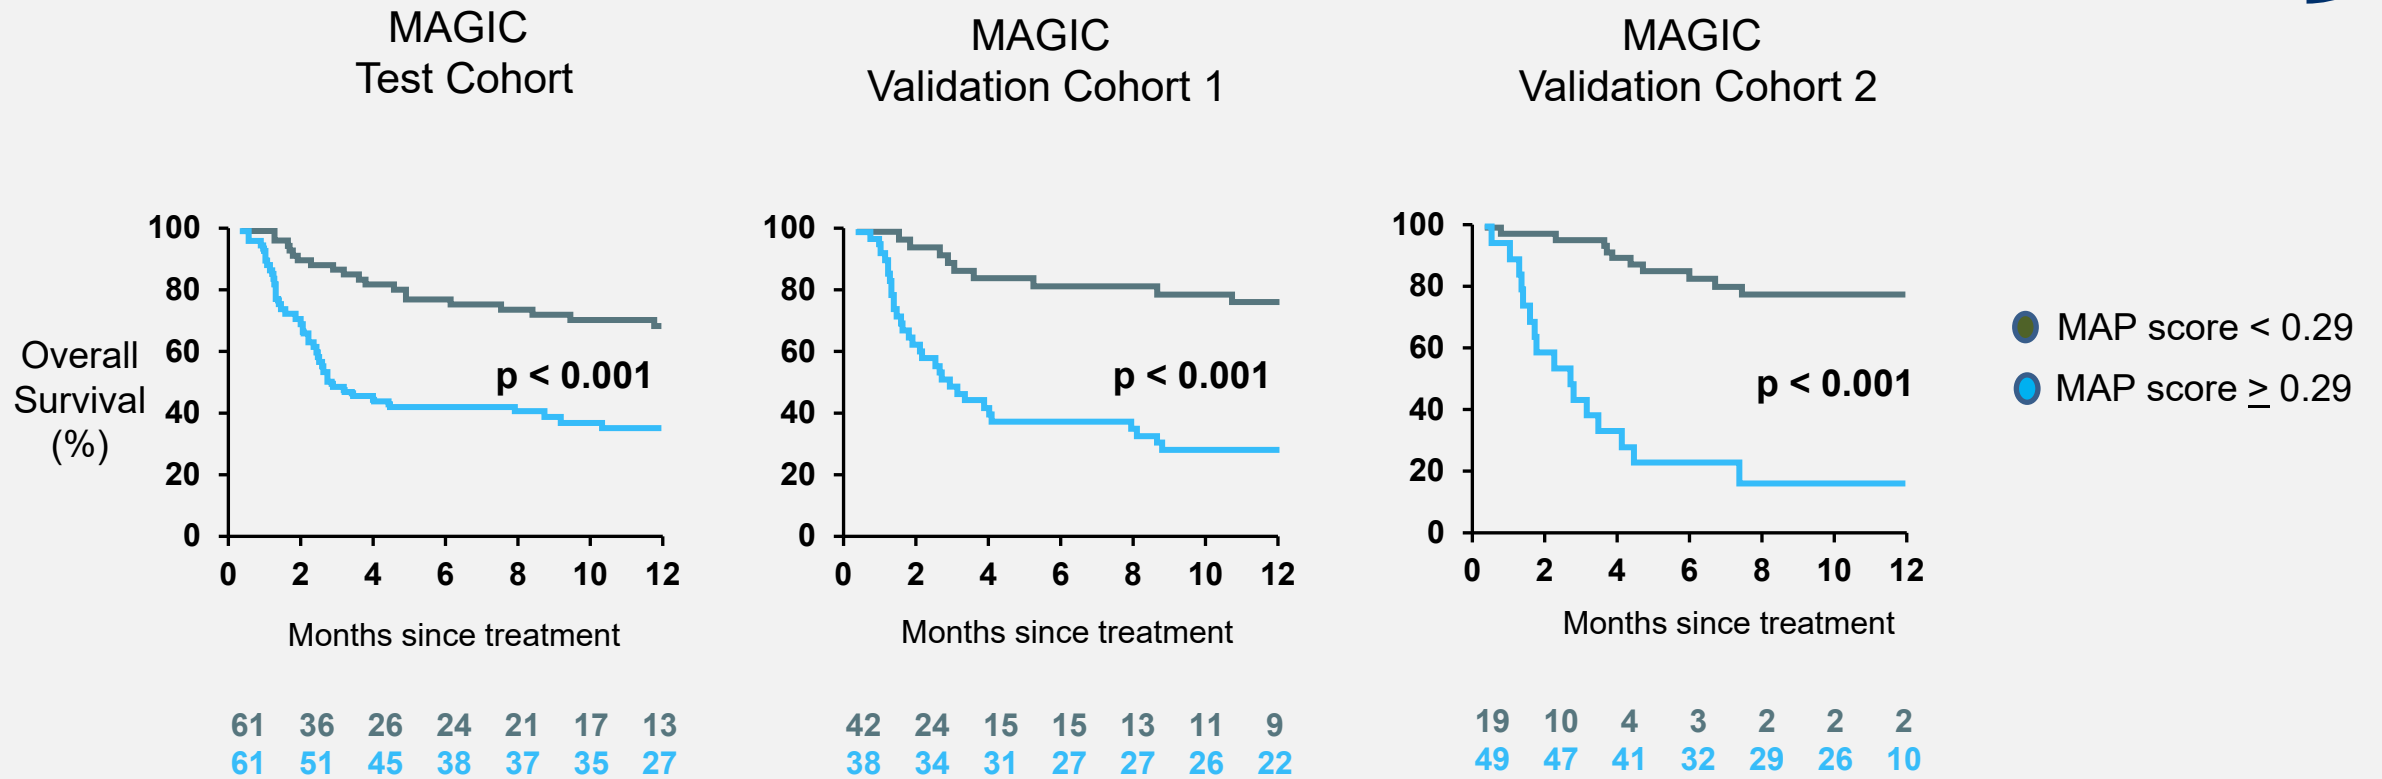 MAGIC
Test Cohort
MAGIC
Validation Cohort 1
MAGIC
Validation Cohort 2
Overall
Survival
(%)
100
80
60
40
20
0
p < 0.001
0 2 4 6 8 10 12
Months since treatment
61 36 26 24 21 17 13
61 51 45 38 37 35 27
100
80
60
40
20
0
p < 0.001
0 2 4 6 8 10 12
Months since treatment
42 24 15 15 13 11 9
38 34 31 27 27 26 22
100
80
60
40
20
0
p < 0.001
0 2 4 6 8 10 12
Months since treatment
19 10 4 3 2 2 2
49 47 41 32 29 26 10
MAP score < 0.29
MAP score ≥ 0.29